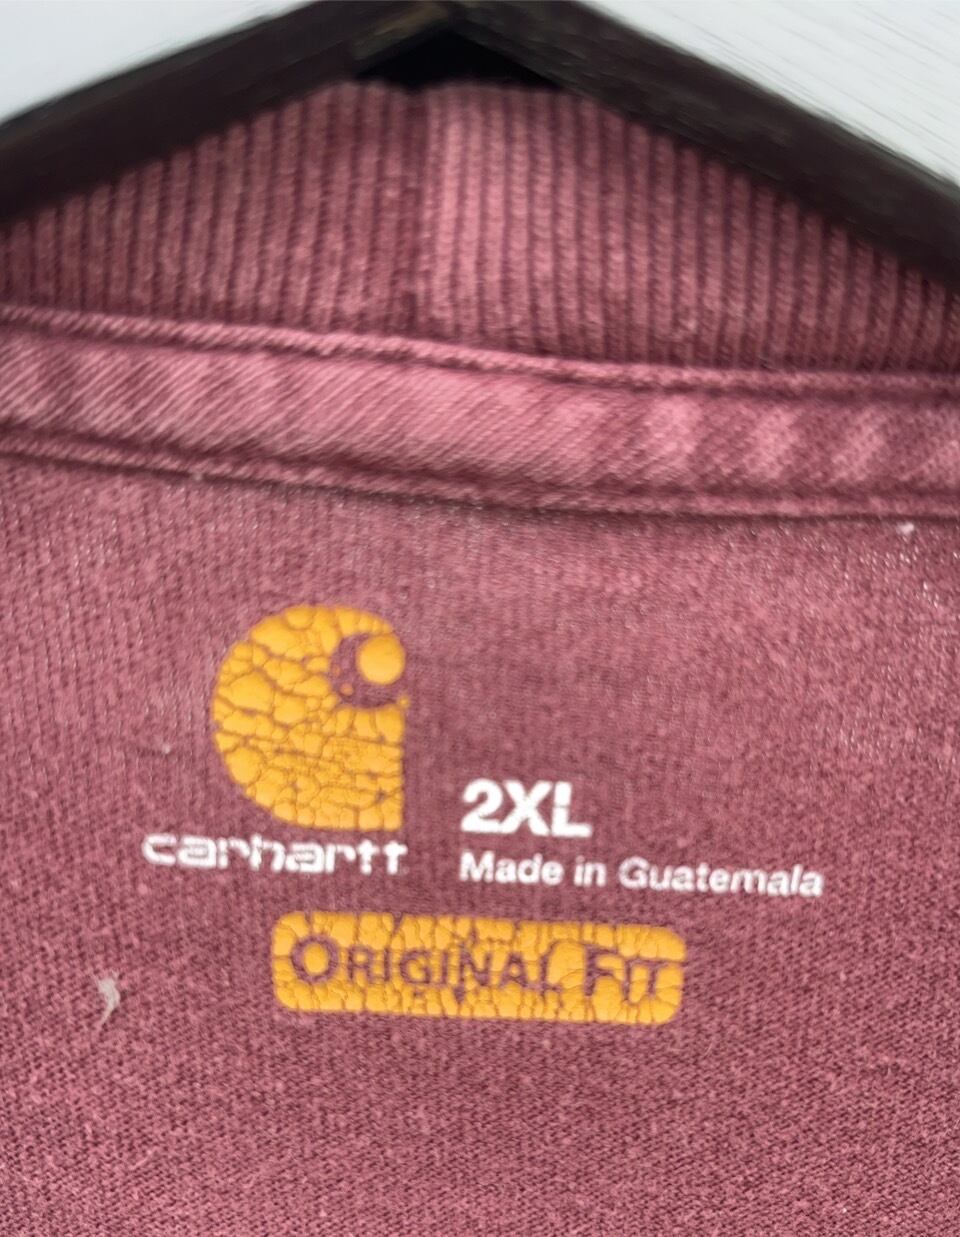 carhartt
2XL
Made in Guatemala
ORIGINAL FIT